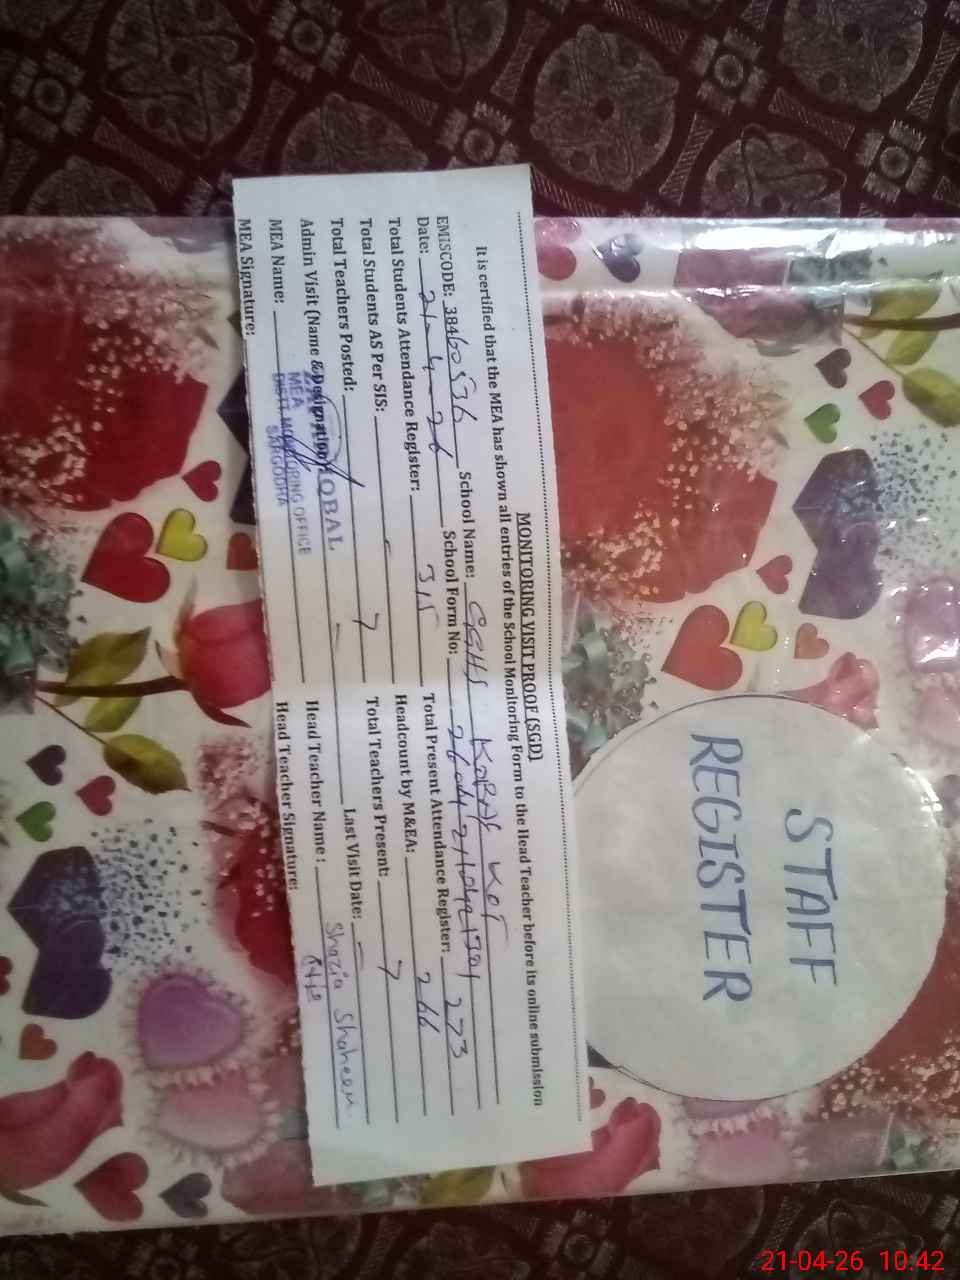 MONITORING VISIT PROOF (SGD)
It is certified that the MEA has shown all entries of the School Monitoring Form to the Head Teacher before its online submission
EMISCODE: 38460536 School Name: GGHS KORAY KOT
Date: 21-4-26 School Form No:
Total Students Attendance Register: 315 Total Present Attendance Register: 273
Total Students AS Per SIS: - Headcount by M&EA: 266
Total Teachers Posted: 7 Total Teachers Present: 7
Admin Visit (Name & Designation) - Last Visit Date: -
MEA Name: IQBAL Head Teacher Name : Shazia Shaheen
MEA
DISTT. MONITORING OFFICE
SARGODHA
MEA Signature: Head Teacher Signature:
STAFF
REGISTER
21-04-26 10:42